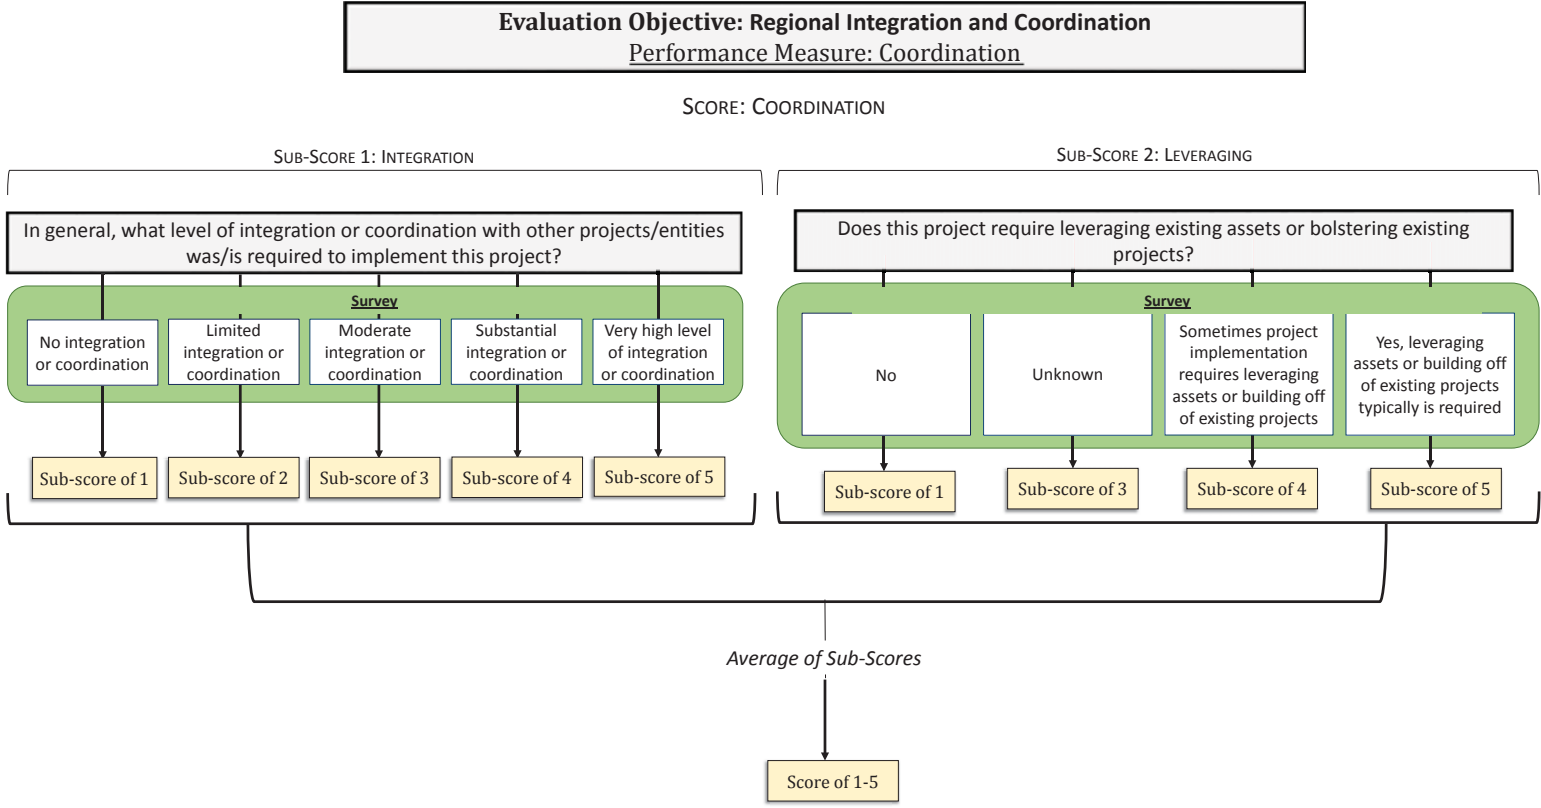 Evaluation Objective: Regional Integration and Coordination
Performance Measure: Coordination
SCORE: COORDINATION
SUB-SCORE 1: INTEGRATION
SUB-SCORE 2: LEVERAGING
In general, what level of integration or coordination with other projects/entities
was/is required to implement this project?
Does this project require leveraging existing assets or bolstering existing
projects?
Survey
No integration
or coordination
Limited
integration or
coordination
Moderate
integration or
coordination
Substantial
integration or
coordination
Very high level
of integration
or coordination
Survey
No
Unknown
Sometimes project
implementation
requires leveraging
assets or building off
of existing projects
Yes, leveraging
assets or building off
of existing projects
typically is required
Sub-score of 1
Sub-score of 2
Sub-score of 3
Sub-score of 4
Sub-score of 5
Sub-score of 1
Sub-score of 3
Sub-score of 4
Sub-score of 5
Average of Sub-Scores
Score of 1-5